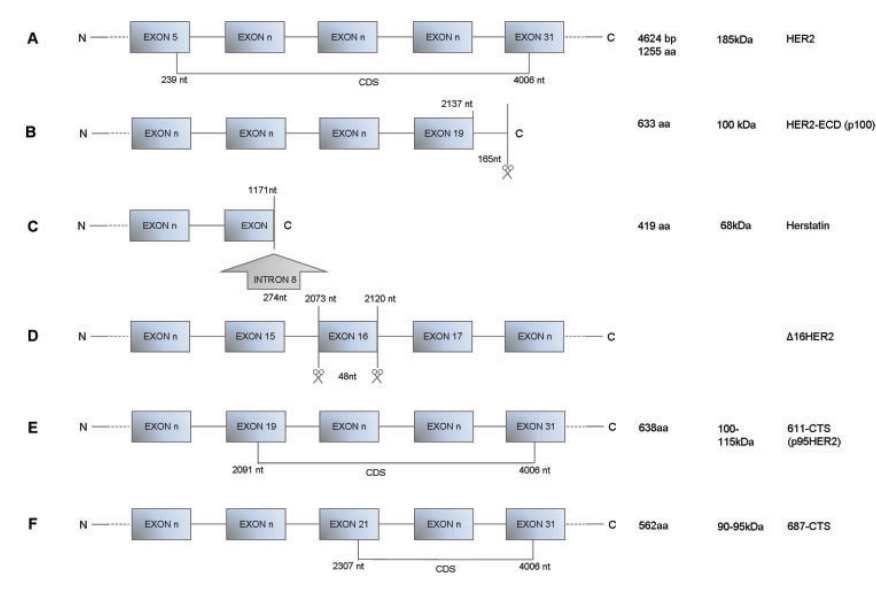 A N EXON 5 EXON n EXON n EXON n EXON 31 C 4624 bp 185kDa HER2
1255 aa
239 nt CDS 4006 nt
2137 nt
B N EXON n EXON n EXON n EXON 19 C 633 aa 100 kDa HER2-ECD (p100)
165nt
1171nt
C N EXON n EXON C 419 aa 68kDa Herstatin
INTRON 8
274nt 2073 nt 2120 nt
D N EXON n EXON 15 EXON 16 EXON 17 EXON n C Δ16HER2
48nt
E N EXON n EXON 19 EXON n EXON n EXON 31 C 638aa 100- 611-CTS
115kDa (p95HER2)
2091 nt CDS 4006 nt
F N EXON n EXON n EXON 21 EXON n EXON 31 C 562aa 90-95kDa 687-CTS
2307 nt CDS 4006 nt